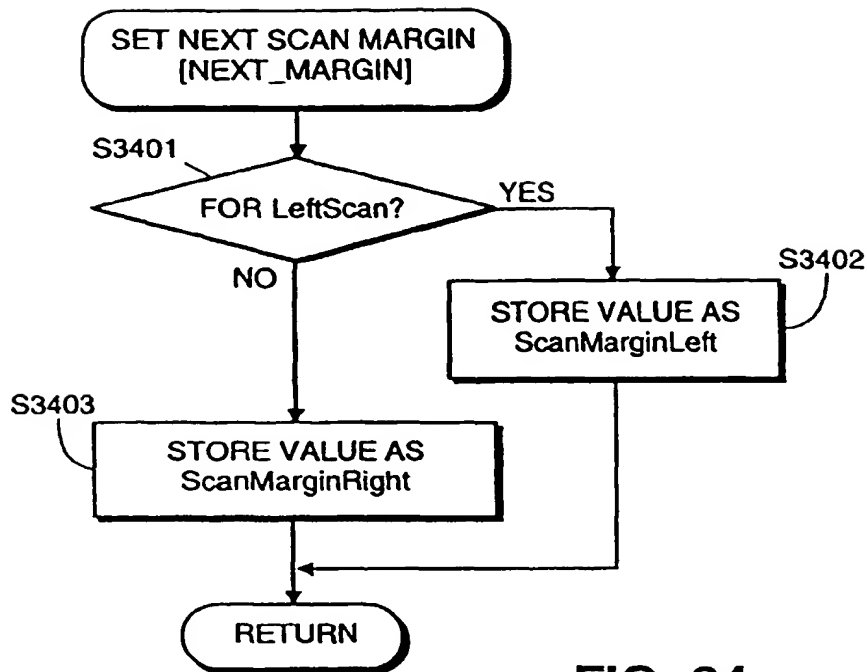 SET NEXT SCAN MARGIN
[NEXT_MARGIN]
S3401
FOR LeftScan?
YES
NO
S3402
STORE VALUE AS
ScanMarginLeft
S3403
STORE VALUE AS
ScanMarginRight
RETURN